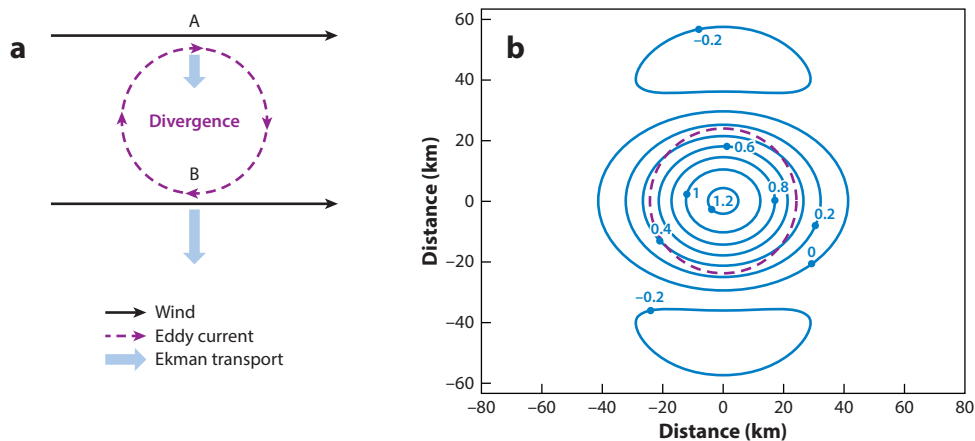 a
A
Divergence
B
Wind
Eddy current
Ekman transport
b
Distance (km)
60
40
20
0
−20
−40
−60
−0.2
0.6
1
0.8
1.2
0.4
0.2
0
−0.2
−80
−60
−40
−20
0
20
40
60
80
Distance (km)